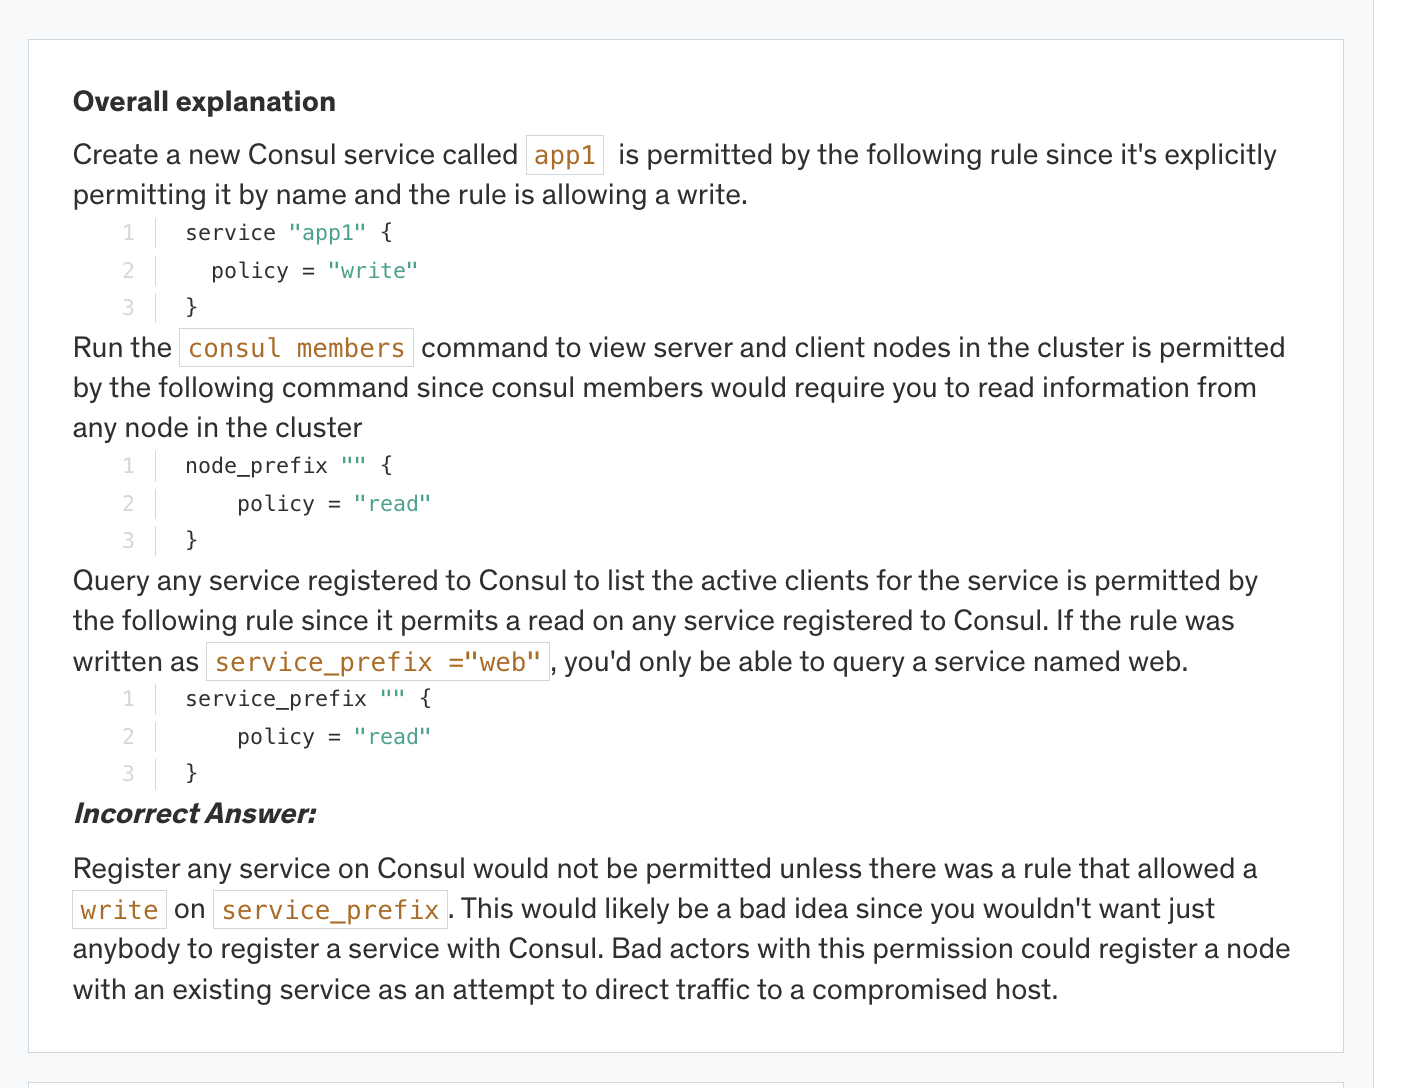 Overall explanation
Create a new Consul service called app1 is permitted by the following rule since it's explicitly
permitting it by name and the rule is allowing a write.
1 service "app1" {
2   policy = "write"
3 }
Run the consul members command to view server and client nodes in the cluster is permitted
by the following command since consul members would require you to read information from
any node in the cluster
1 node_prefix "" {
2     policy = "read"
3 }
Query any service registered to Consul to list the active clients for the service is permitted by
the following rule since it permits a read on any service registered to Consul. If the rule was
written as service_prefix ="web", you'd only be able to query a service named web.
1 service_prefix "" {
2     policy = "read"
3 }
Incorrect Answer:
Register any service on Consul would not be permitted unless there was a rule that allowed a
write on service_prefix. This would likely be a bad idea since you wouldn't want just
anybody to register a service with Consul. Bad actors with this permission could register a node
with an existing service as an attempt to direct traffic to a compromised host.